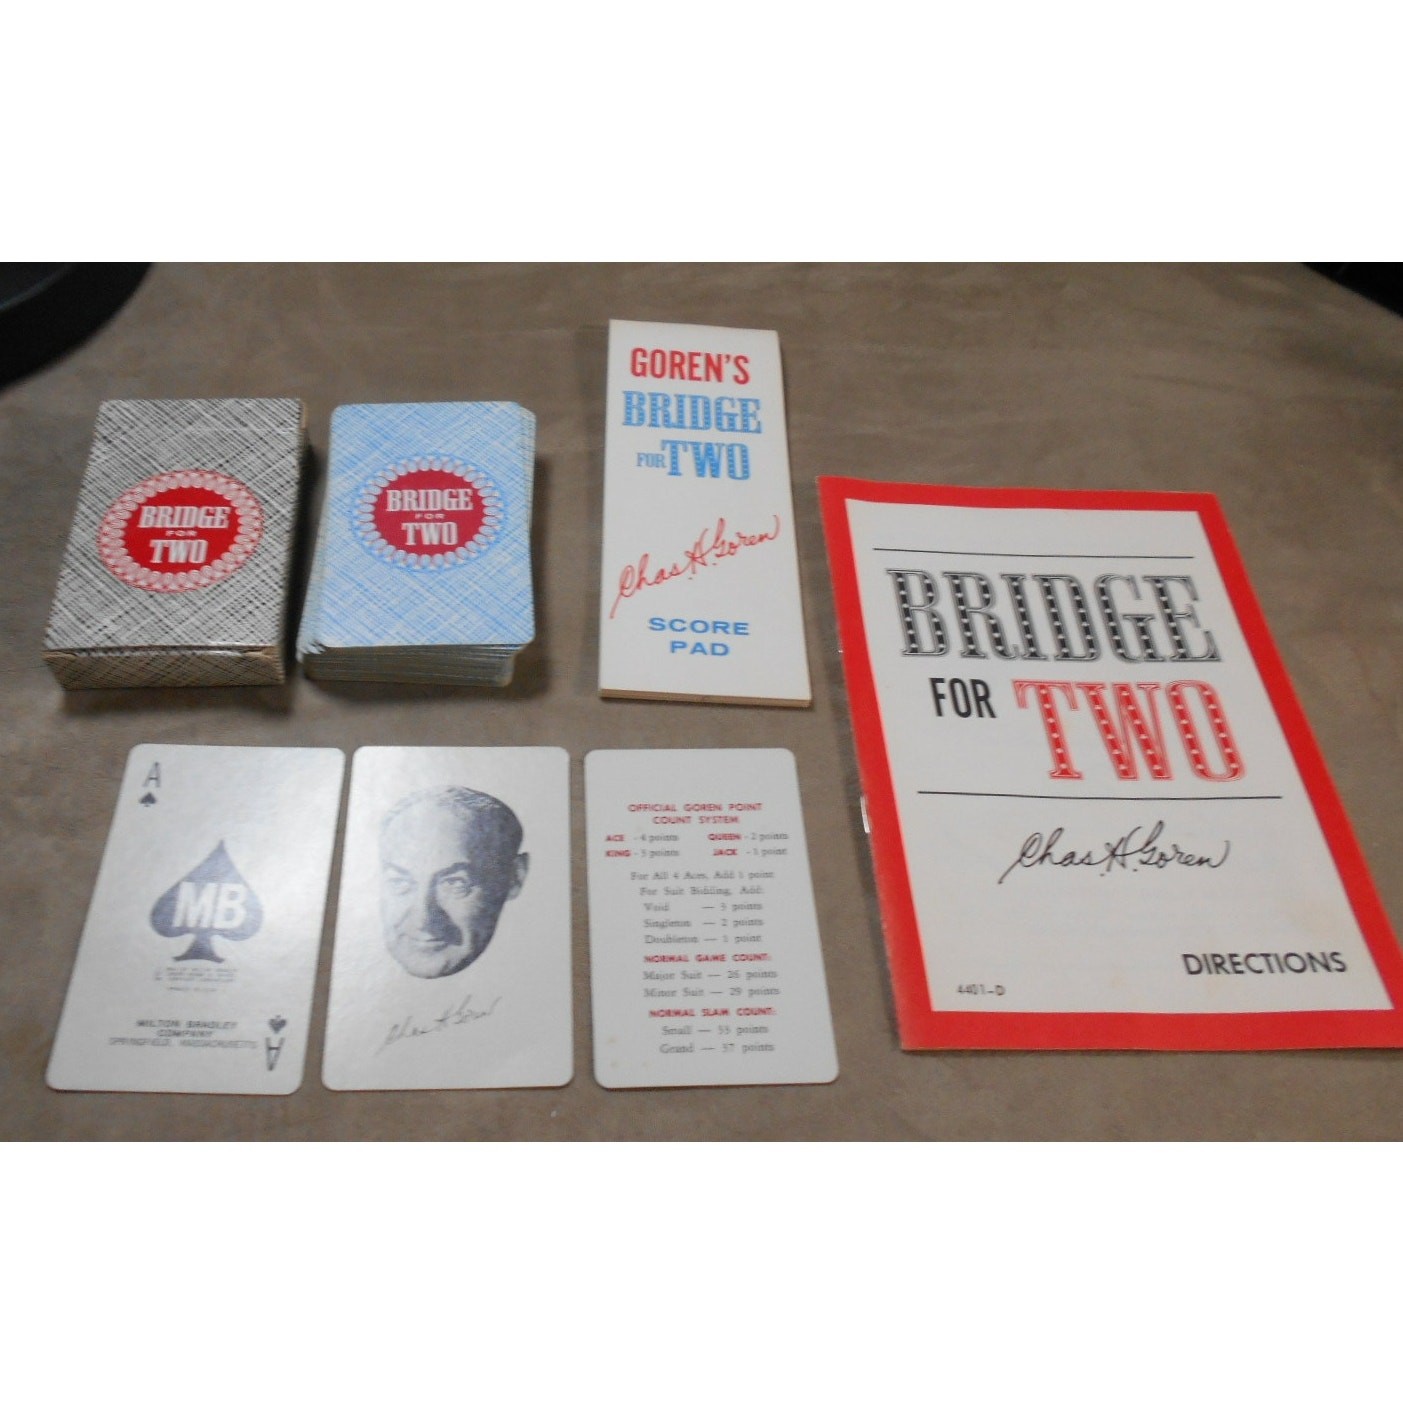 BRIDGE
FOR
TWO
BRIDGE
FOR
TWO
GOREN'S
BRIDGE
FOR TWO
Chas. H. Goren
SCORE
PAD
BRIDGE
FOR TWO
Chas. H. Goren
DIRECTIONS
4401-D
A
MB
MILTON BRADLEY
COMPANY
SPRINGFIELD, MASSACHUSETTS
A
Chas H Goren
OFFICIAL GOREN POINT
COUNT SYSTEM
ACE - 4 points QUEEN - 2 points
KING - 3 points JACK - 1 point
For All 4 Aces, Add 1 point
For Suit Bidding, Add:
Void — 3 points
Singleton — 2 points
Doubleton — 1 point
NORMAL GAME COUNT:
Major Suit — 26 points
Minor Suit — 29 points
NORMAL SLAM COUNT:
Small — 33 points
Grand — 37 points